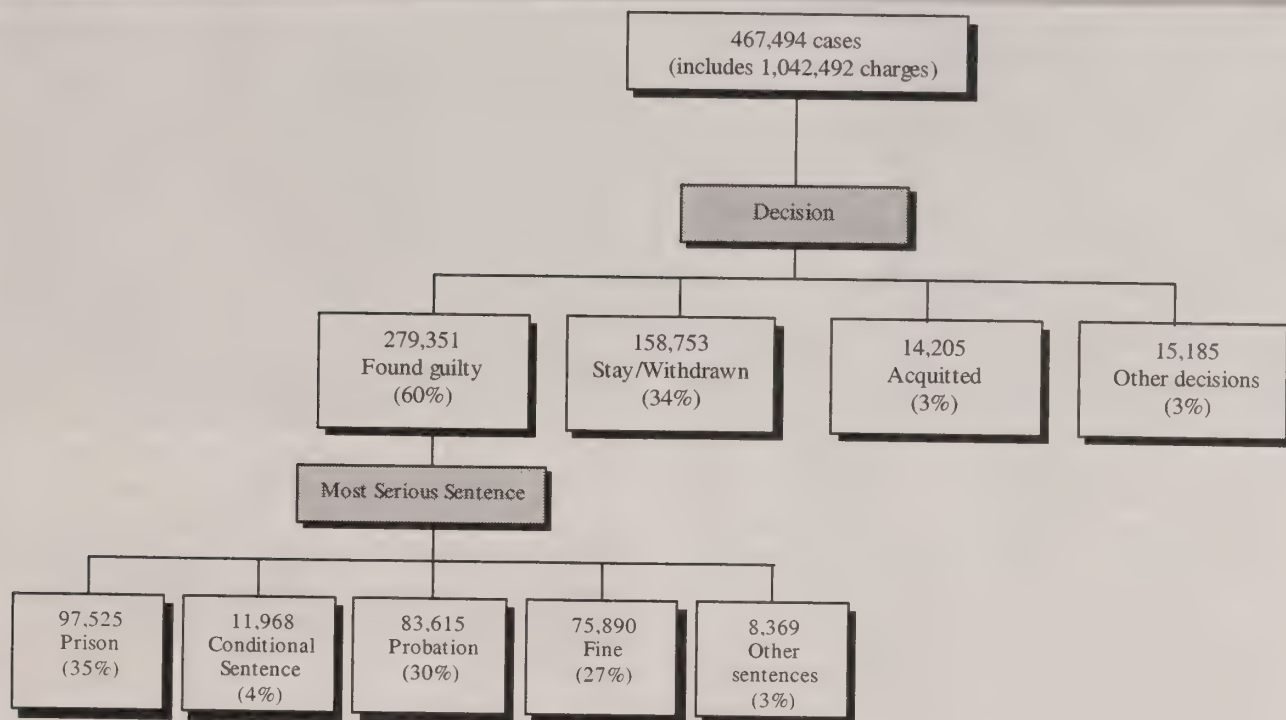 467,494 cases
(includes 1,042,492 charges)
Decision
279,351
Found guilty
(60%)
158,753
Stay/Withdrawn
(34%)
14,205
Acquitted
(3%)
15,185
Other decisions
(3%)
Most Serious Sentence
97,525
Prison
(35%)
11,968
Conditional
Sentence
(4%)
83,615
Probation
(30%)
75,890
Fine
(27%)
8,369
Other
sentences
(3%)